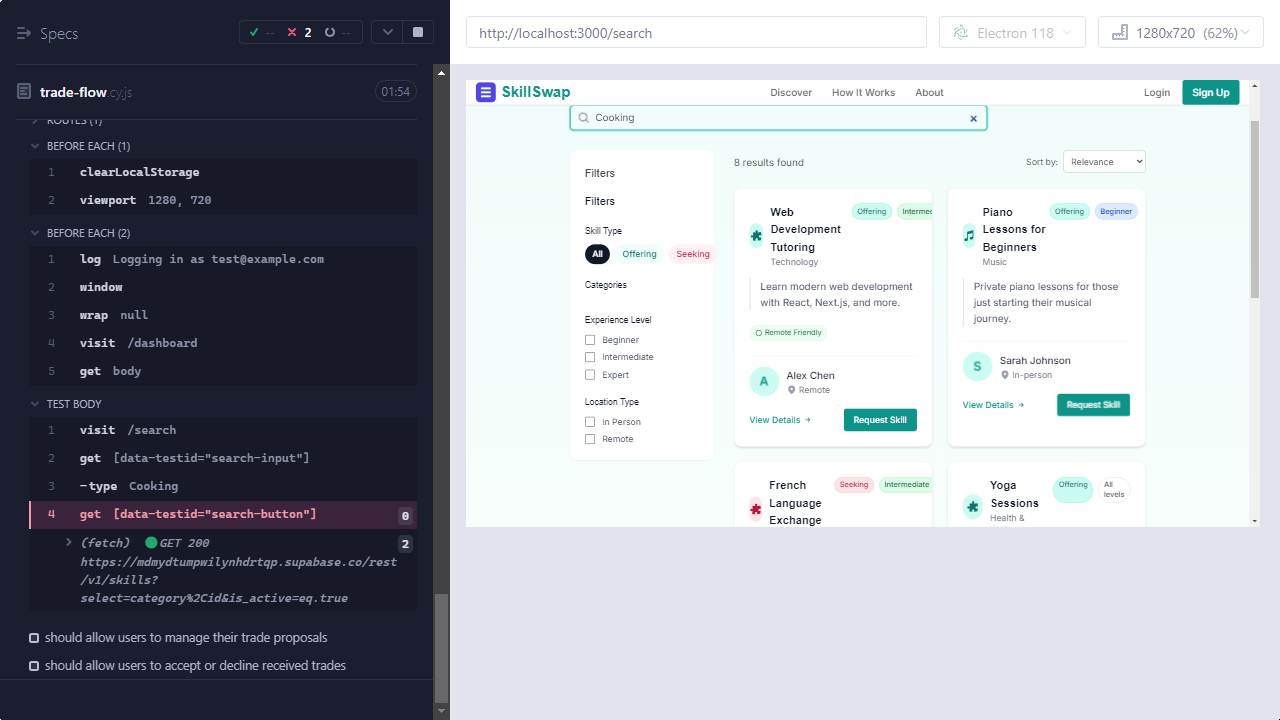 Specs
-- 2 --
trade-flow.cy.js 01:54
ROUTES (1)
BEFORE EACH (1)
1 clearLocalStorage
2 viewport 1280, 720
BEFORE EACH (2)
1 log Logging in as test@example.com
2 window
3 wrap null
4 visit /dashboard
5 get body
TEST BODY
1 visit /search
2 get [data-testid="search-input"]
3 -type Cooking
4 get [data-testid="search-button"] 0
(fetch) GET 200 2
https://mdmydtumpwilynhdrtqp.supabase.co/rest
/v1/skills?
select=category%2Cid&is_active=eq.true
should allow users to manage their trade proposals
should allow users to accept or decline received trades
http://localhost:3000/search
Electron 118
1280x720 (62%)
SkillSwap
Discover How It Works About
Login Sign Up
Cooking
Filters
Filters
Skill Type
All Offering Seeking
Categories
Experience Level
Beginner
Intermediate
Expert
Location Type
In Person
Remote
8 results found
Sort by: Relevance
Web
Development
Tutoring
Technology
Offering Intermed
Learn modern web development
with React, Next.js, and more.
Remote Friendly
A Alex Chen
Remote
View Details → Request Skill
Piano
Lessons for
Beginners
Music
Offering Beginner
Private piano lessons for those
just starting their musical
journey.
S Sarah Johnson
In-person
View Details → Request Skill
French
Language
Exchange
Seeking Intermediate
Yoga
Sessions
Health &
Offering All
levels